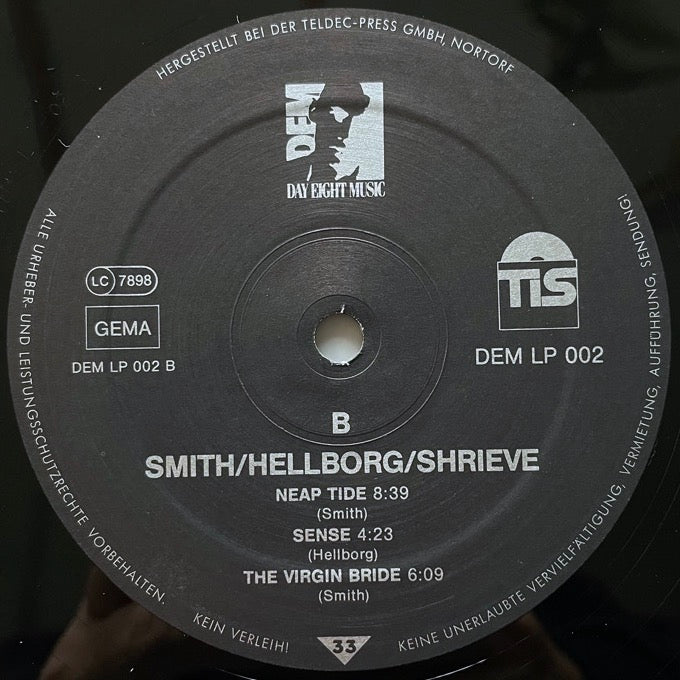 HERGESTELLT BEI DER TELDEC-PRESS GMBH, NORTORF
DEM
DAY EIGHT MUSIC
LC 7898
GEMA
DEM LP 002 B
TIS
DEM LP 002
B
SMITH/HELLBORG/SHRIEVE
NEAP TIDE 8:39
(Smith)
SENSE 4:23
(Hellborg)
THE VIRGIN BRIDE 6:09
(Smith)
33
ALLE URHEBER- UND LEISTUNGSSCHUTZRECHTE VORBEHALTEN. KEIN VERLEIH! KEINE UNERLAUBTE VERVIELFÄLTIGUNG, VERMIETUNG, AUFFÜHRUNG, SENDUNG!